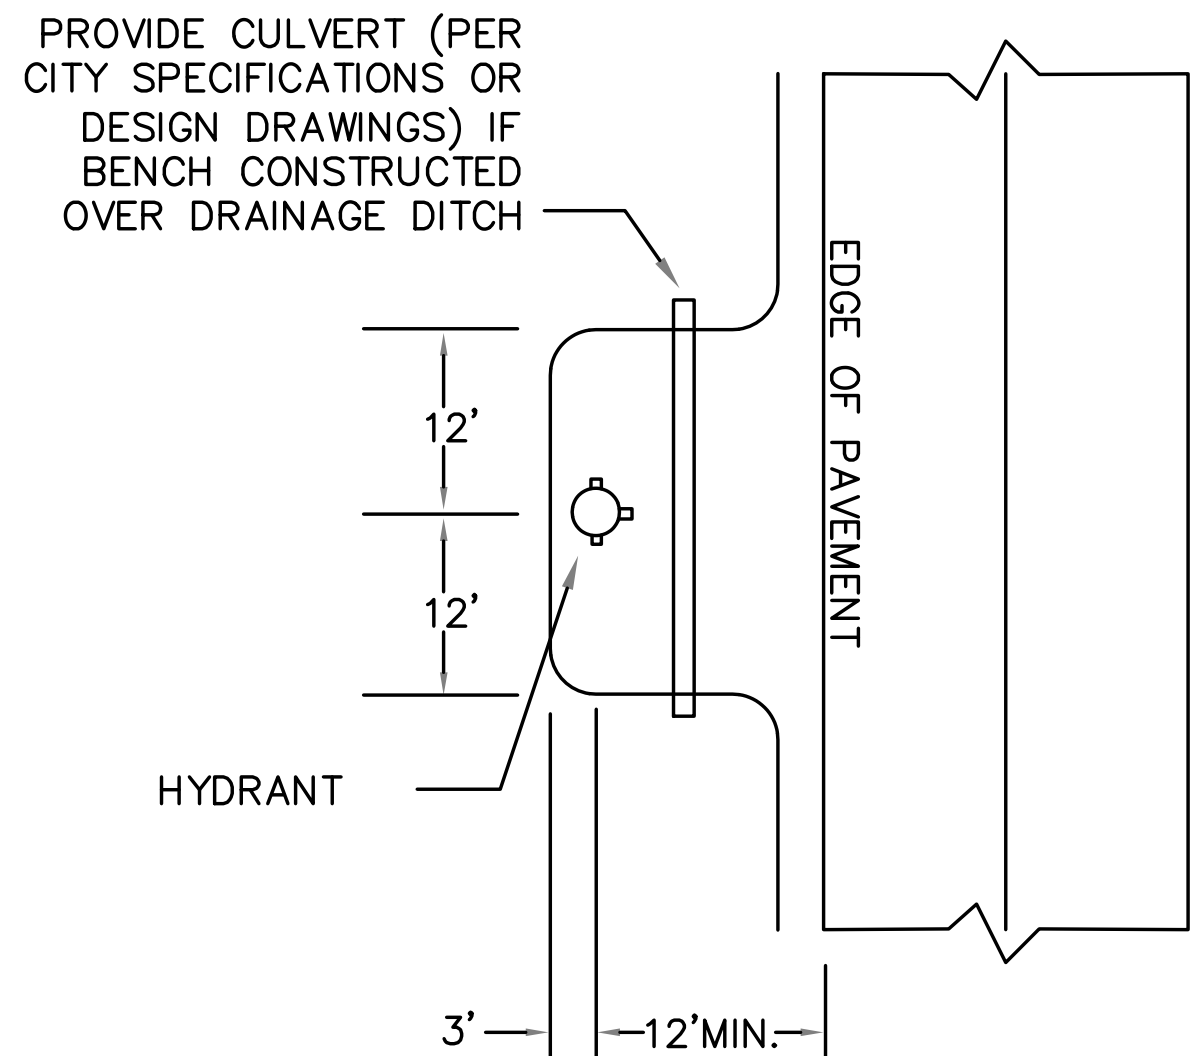 PROVIDE CULVERT (PER
CITY SPECIFICATIONS OR
DESIGN DRAWINGS) IF
BENCH CONSTRUCTED
OVER DRAINAGE DITCH
EDGE OF PAVEMENT
12'
12'
HYDRANT
3'
12'MIN.